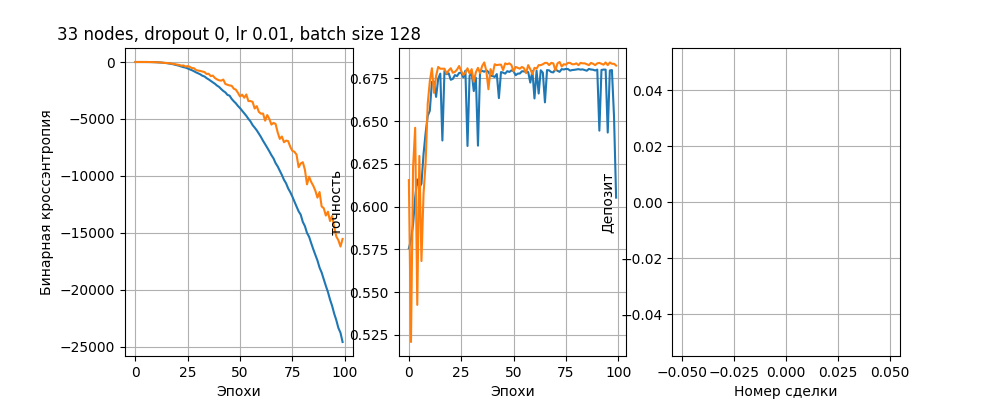 33 nodes, dropout 0, lr 0.01, batch size 128
Бинарная кроссэнтропия
0
−5000
−10000
−15000
−20000
−25000
0 25 50 75 100
Эпохи
точность
0.675
0.650
0.625
0.600
0.575
0.550
0.525
0 25 50 75 100
Эпохи
Депозит
0.04
0.02
0.00
−0.02
−0.04
−0.050 −0.025 0.000 0.025 0.050
Номер сделки